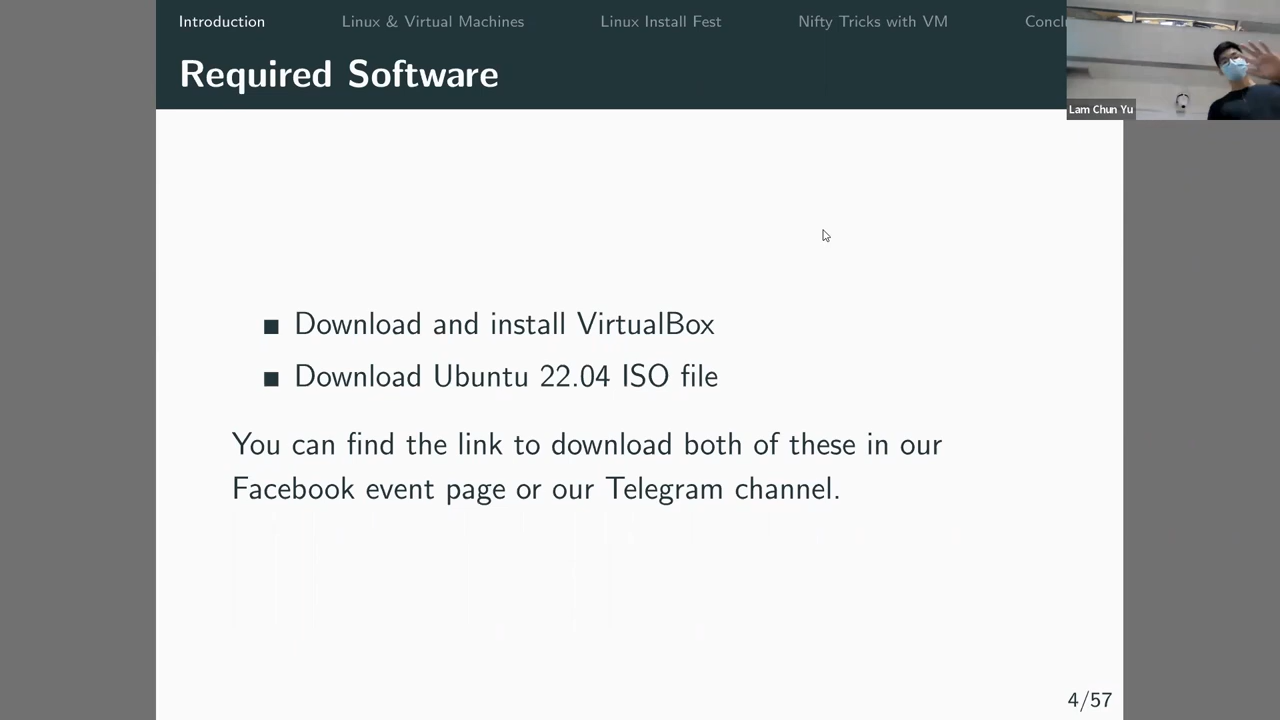 Introduction Linux & Virtual Machines Linux Install Fest Nifty Tricks with VM
Required Software
Lam Chun Yu
■ Download and install VirtualBox
■ Download Ubuntu 22.04 ISO file
You can find the link to download both of these in our
Facebook event page or our Telegram channel.
4/57